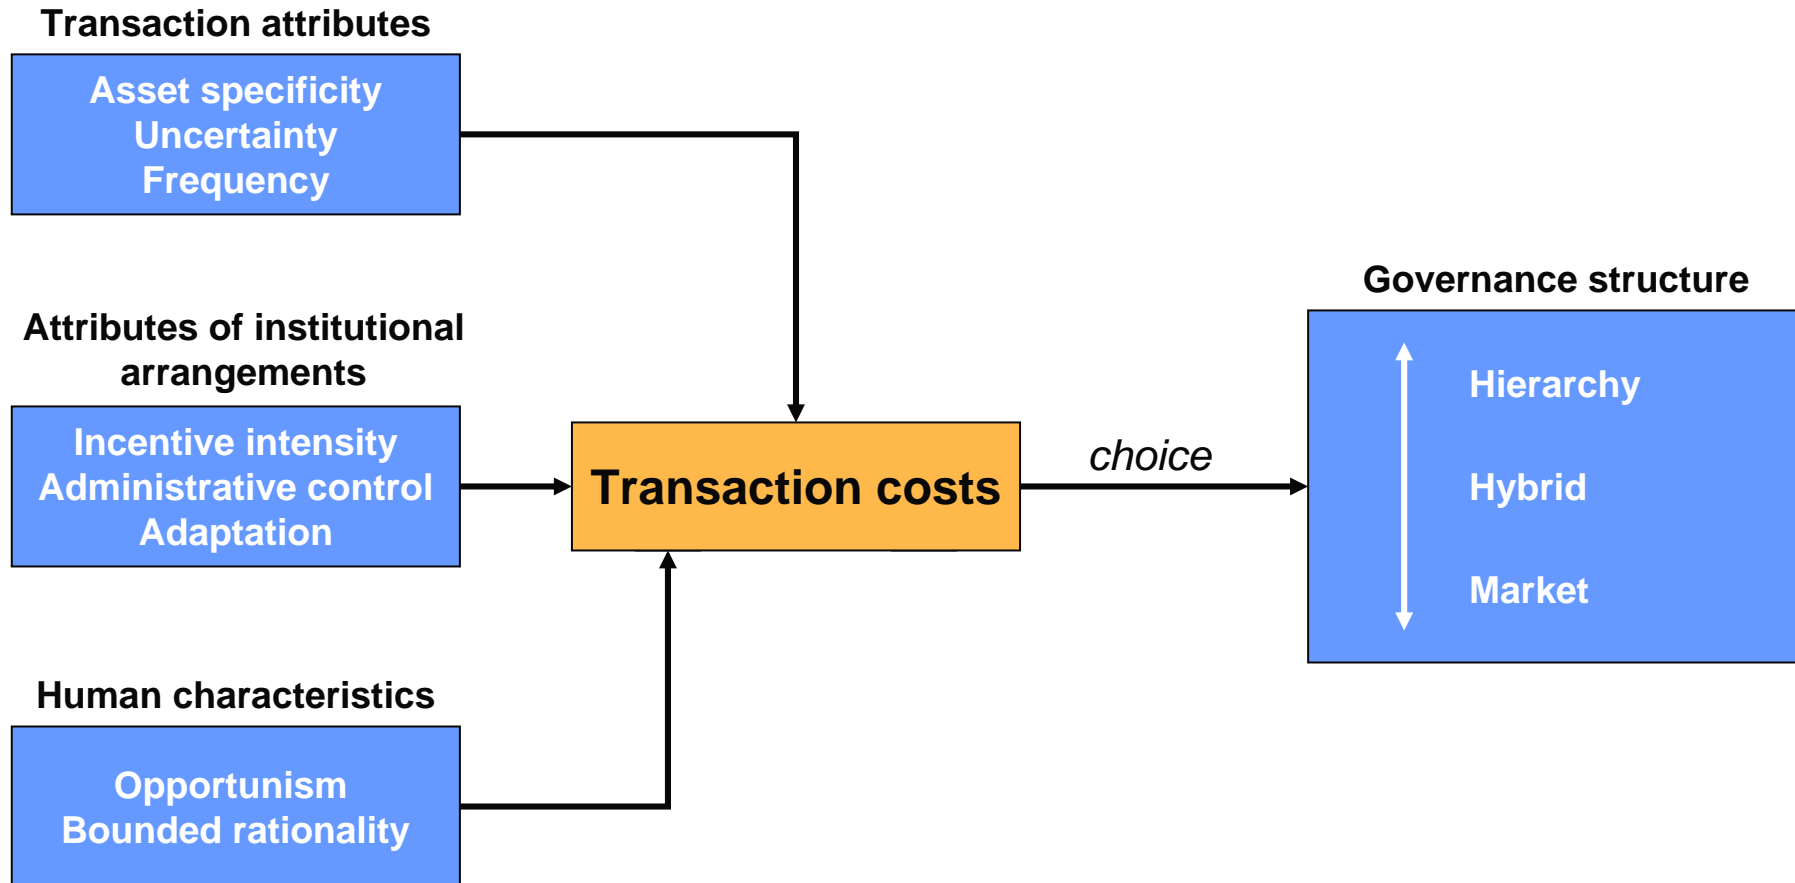 Transaction attributes
Asset specificity
Uncertainty
Frequency
Attributes of institutional
arrangements
Incentive intensity
Administrative control
Adaptation
Human characteristics
Opportunism
Bounded rationality
Transaction costs
choice
Governance structure
Hierarchy
Hybrid
Market